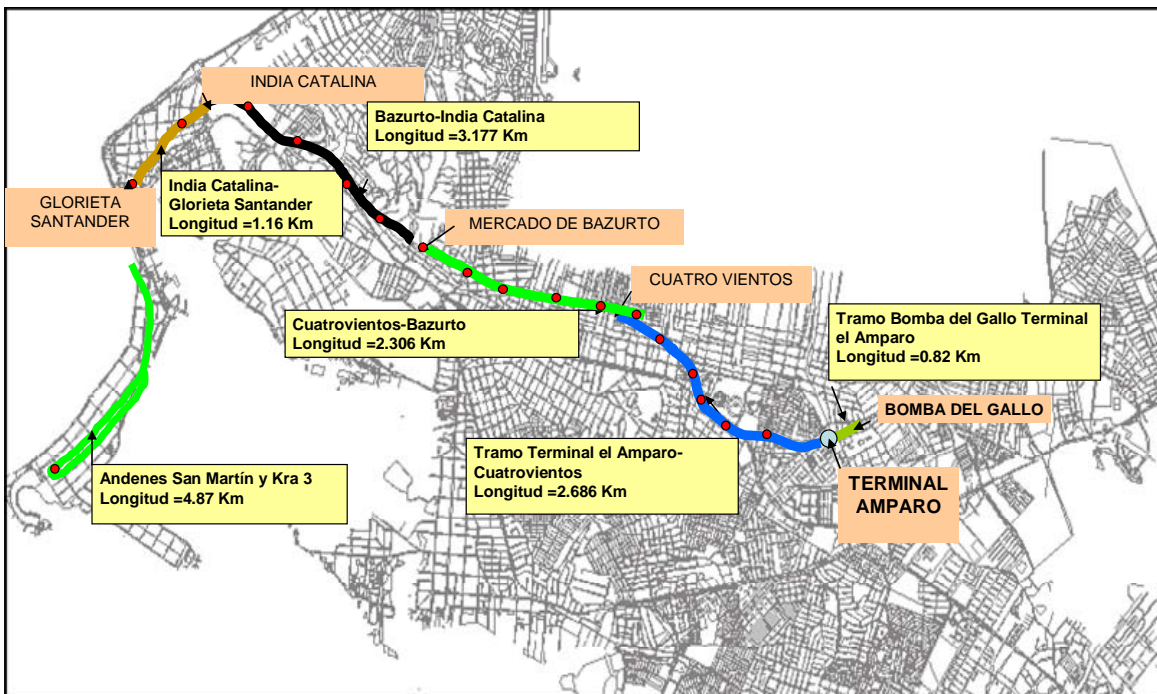 INDIA CATALINA
Bazurto-India Catalina
Longitud =3.177 Km
India Catalina-
Glorieta Santander
Longitud =1.16 Km
GLORIETA
SANTANDER
MERCADO DE BAZURTO
CUATRO VIENTOS
Cuatrovientos-Bazurto
Longitud =2.306 Km
Tramo Bomba del Gallo Terminal
el Amparo
Longitud =0.82 Km
BOMBA DEL GALLO
Tramo Terminal el Amparo-
Cuatrovientos
Longitud =2.686 Km
Andenes San Martín y Kra 3
Longitud =4.87 Km
TERMINAL
AMPARO